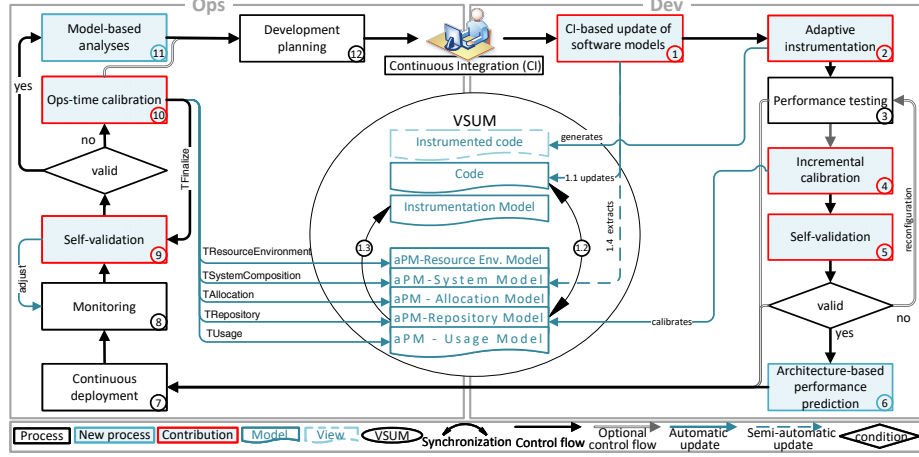 Ops
Dev
Model-based
analyses
11
Development
planning
12
Continuous Integration (CI)
CI-based update of
software models
1
Adaptive
instrumentation
2
yes
Ops-time calibration
10
no
valid
TFinalize
Self-validation
9
adjust
Monitoring
8
Continuous
deployment
7
VSUM
Instrumented code
Code
Instrumentation Model
1.3
1.2
aPM-Resource Env. Model
aPM-System Model
aPM - Allocation Model
aPM-Repository Model
aPM - Usage Model
TResourceEnvironment
TSystemComposition
TAllocation
TRepository
TUsage
generates
1.1 updates
1.4 extracts
calibrates
Performance testing
3
Incremental
calibration
4
Self-validation
5
reconfiguration
valid
no
yes
Architecture-based
performance
prediction
6
Process
New process
Contribution
Model
View
VSUM
Synchronization
Control flow
Optional
control flow
Automatic
update
Semi-automatic
update
condition